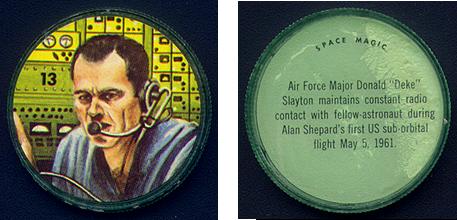 13
SPACE MAGIC
Air Force Major Donald "Deke"
Slayton maintains constant radio
contact with fellow-astronaut during
Alan Shepard's first US sub-orbital
flight May 5, 1961.